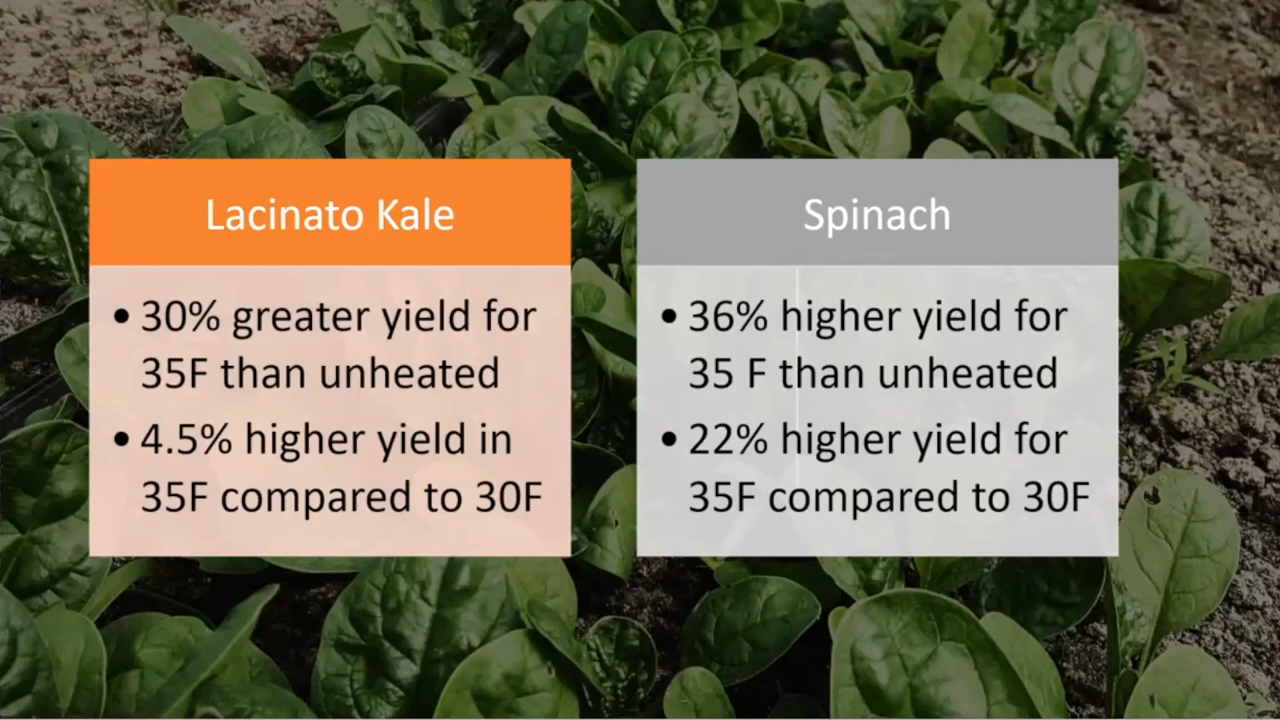 Lacinato Kale
• 30% greater yield for
35F than unheated
• 4.5% higher yield in
35F compared to 30F
Spinach
• 36% higher yield for
35 F than unheated
• 22% higher yield for
35F compared to 30F